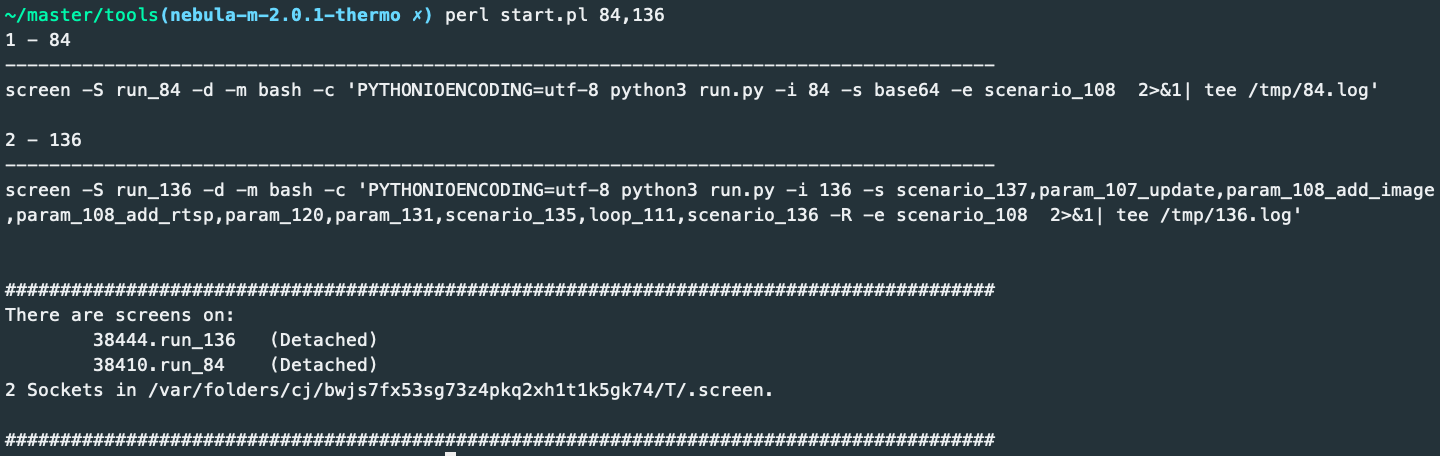 ~/master/tools(nebula-m-2.0.1-thermo ✗) perl start.pl 84,136
1 - 84
------------------------------------------------------------------------------------------
screen -S run_84 -d -m bash -c 'PYTHONIOENCODING=utf-8 python3 run.py -i 84 -s base64 -e scenario_108  2>&1| tee /tmp/84.log'
2 - 136
------------------------------------------------------------------------------------------
screen -S run_136 -d -m bash -c 'PYTHONIOENCODING=utf-8 python3 run.py -i 136 -s scenario_137,param_107_update,param_108_add_image
,param_108_add_rtsp,param_120,param_131,scenario_135,loop_111,scenario_136 -R -e scenario_108  2>&1| tee /tmp/136.log'
##########################################################################################
There are screens on:
        38444.run_136   (Detached)
        38410.run_84    (Detached)
2 Sockets in /var/folders/cj/bwjs7fx53sg73z4pkq2xh1t1k5gk74/T/.screen.
##########################################################################################